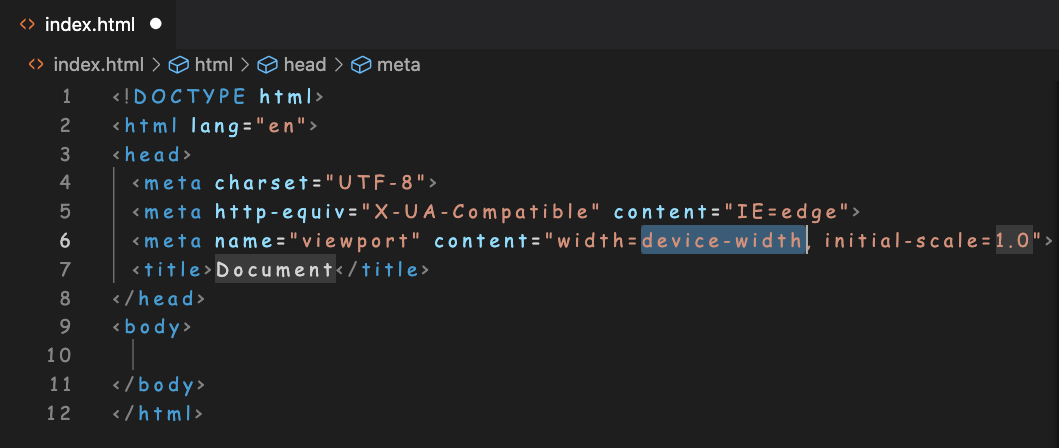 index.html
index.html > html > head > meta
1 <!DOCTYPE html>
2 <html lang="en">
3 <head>
4 <meta charset="UTF-8">
5 <meta http-equiv="X-UA-Compatible" content="IE=edge">
6 <meta name="viewport" content="width=device-width, initial-scale=1.0">
7 <title>Document</title>
8 </head>
9 <body>
10
11 </body>
12 </html>